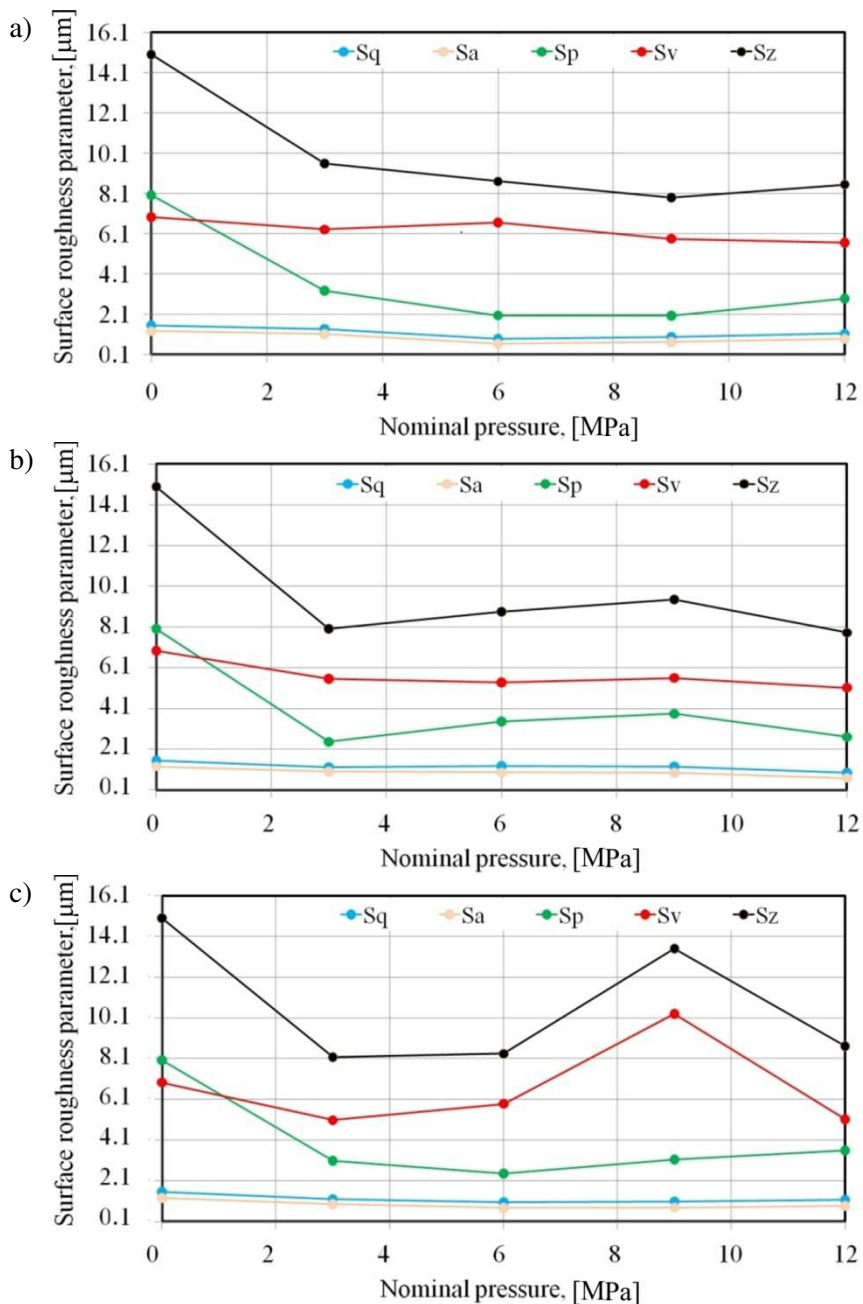 a)
Surface roughness parameter, [μm]
Sq Sa Sp Sv Sz
16.1
14.1
12.1
10.1
8.1
6.1
4.1
2.1
0.1
0 2 4 6 8 10 12
Nominal pressure, [MPa]
b)
Surface roughness parameter,[μm]
Sq Sa Sp Sv Sz
16.1
14.1
12.1
10.1
8.1
6.1
4.1
2.1
0.1
0 2 4 6 8 10 12
Nominal pressure, [MPa]
c)
Surface roughness parameter,[μm]
Sq Sa Sp Sv Sz
16.1
14.1
12.1
10.1
8.1
6.1
4.1
2.1
0.1
0 2 4 6 8 10 12
Nominal pressure, [MPa]